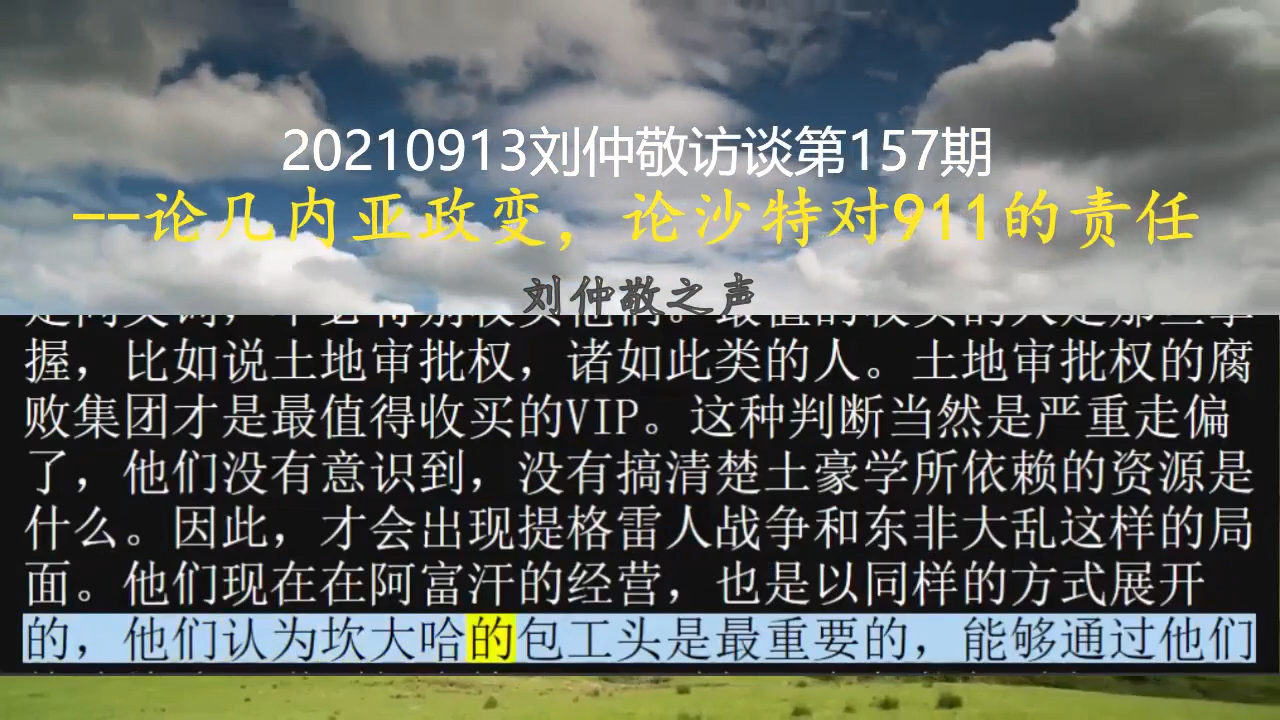 20210913刘仲敬访谈第157期
--论几内亚政变，论沙特对911的责任
刘仲敬之声
握，比如说土地审批权，诸如此类的人。土地审批权的腐
败集团才是最值得收买的VIP。这种判断当然是严重走偏
了，他们没有意识到，没有搞清楚土豪学所依赖的资源是
什么。因此，才会出现提格雷人战争和东非大乱这样的局
面。他们现在在阿富汗的经营，也是以同样的方式展开
的，他们认为坎大哈的包工头是最重要的，能够通过他们